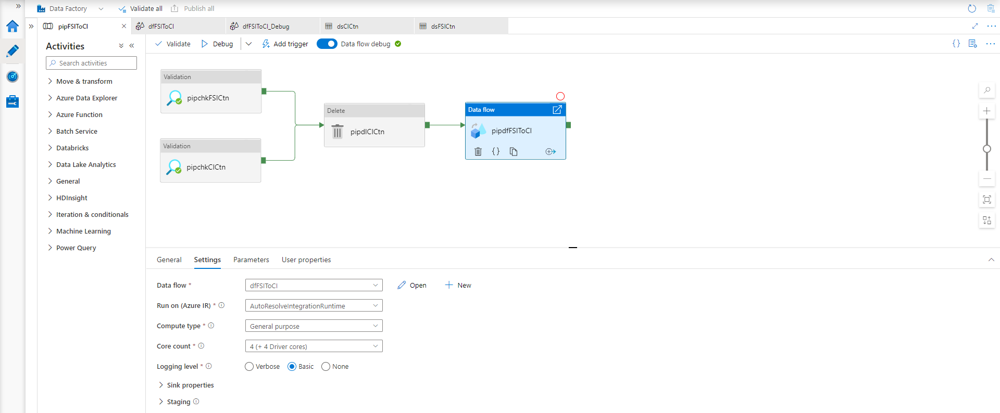 Data Factory
Validate all
Publish all
pipFSIToCI
dfFSIToCI
dfFSIToCI_Debug
dsCICtn
dsFSICtn
Activities
Search activities
Move & transform
Azure Data Explorer
Azure Function
Batch Service
Databricks
Data Lake Analytics
General
HDInsight
Iteration & conditionals
Machine Learning
Power Query
Validate
Debug
Add trigger
Data flow debug
Validation
pipchkFSICtn
Validation
pipchkCICtn
Delete
pipdlCICtn
Data flow
pipdfFSIToCI
General
Settings
Parameters
User properties
Data flow *
dfFSIToCI
Open
New
Run on (Azure IR) *
AutoResolveIntegrationRuntime
Compute type *
General purpose
Core count *
4 (+ 4 Driver cores)
Logging level *
Verbose
Basic
None
Sink properties
Staging